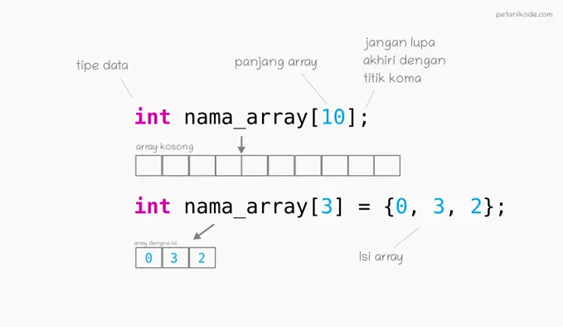 petanikode.com
jangan lupa
akhiri dengan
titik koma
panjang array
tipe data
int nama_array[10];
array kosong
int nama_array[3] = {0, 3, 2};
array dengna isi
0 3 2
Isi array